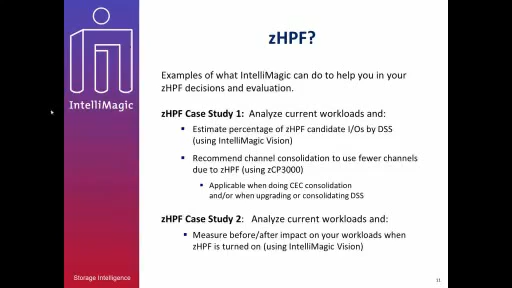 zHPF?
IntelliMagic
Examples of what IntelliMagic can do to help you in your
zHPF decisions and evaluation.
zHPF Case Study 1: Analyze current workloads and:
▪ Estimate percentage of zHPF candidate I/Os by DSS
(using IntelliMagic Vision)
▪ Recommend channel consolidation to use fewer channels
due to zHPF (using zCP3000)
▪ Applicable when doing CEC consolidation
and/or when upgrading or consolidating DSS
zHPF Case Study 2: Analyze current workloads and:
▪ Measure before/after impact on your workloads when
zHPF is turned on (using IntelliMagic Vision)
Storage Intelligence
11